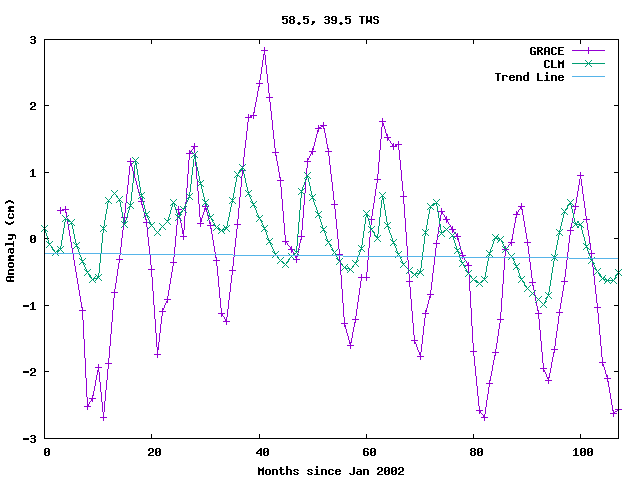 58.5, 39.5 TWS
GRACE
CLM
Trend Line
3
2
1
0
-1
-2
-3
Anomaly (cm)
0 20 40 60 80 100
Months since Jan 2002